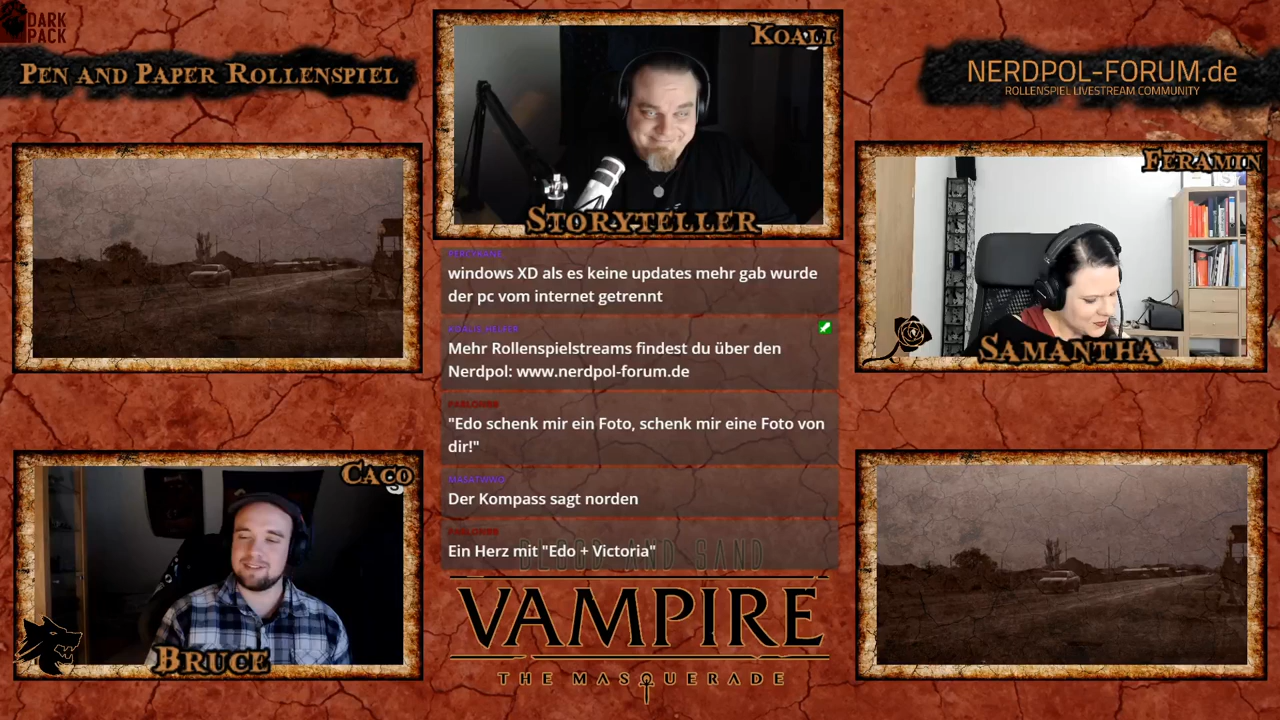 DARK
PACK
PEN AND PAPER ROLLENSPIEL
KOALI
STORYTELLER
NERDPOL-FORUM.de
ROLLENSPIEL LIVESTREAM COMMUNITY
FERAMIN
SAMANTHA
windows XD als es keine updates mehr gab wurde
der pc vom internet getrennt
KOALIS_HELFER
Mehr Rollenspielstreams findest du über den
Nerdpol: www.nerdpol-forum.de
"Edo schenk mir ein Foto, schenk mir eine Foto von
dir!"
Der Kompass sagt norden
Ein Herz mit "Edo + Victoria"
CACO
BRUCE
BLOOD AND SAND
VAMPIRE
THE MASQUERADE